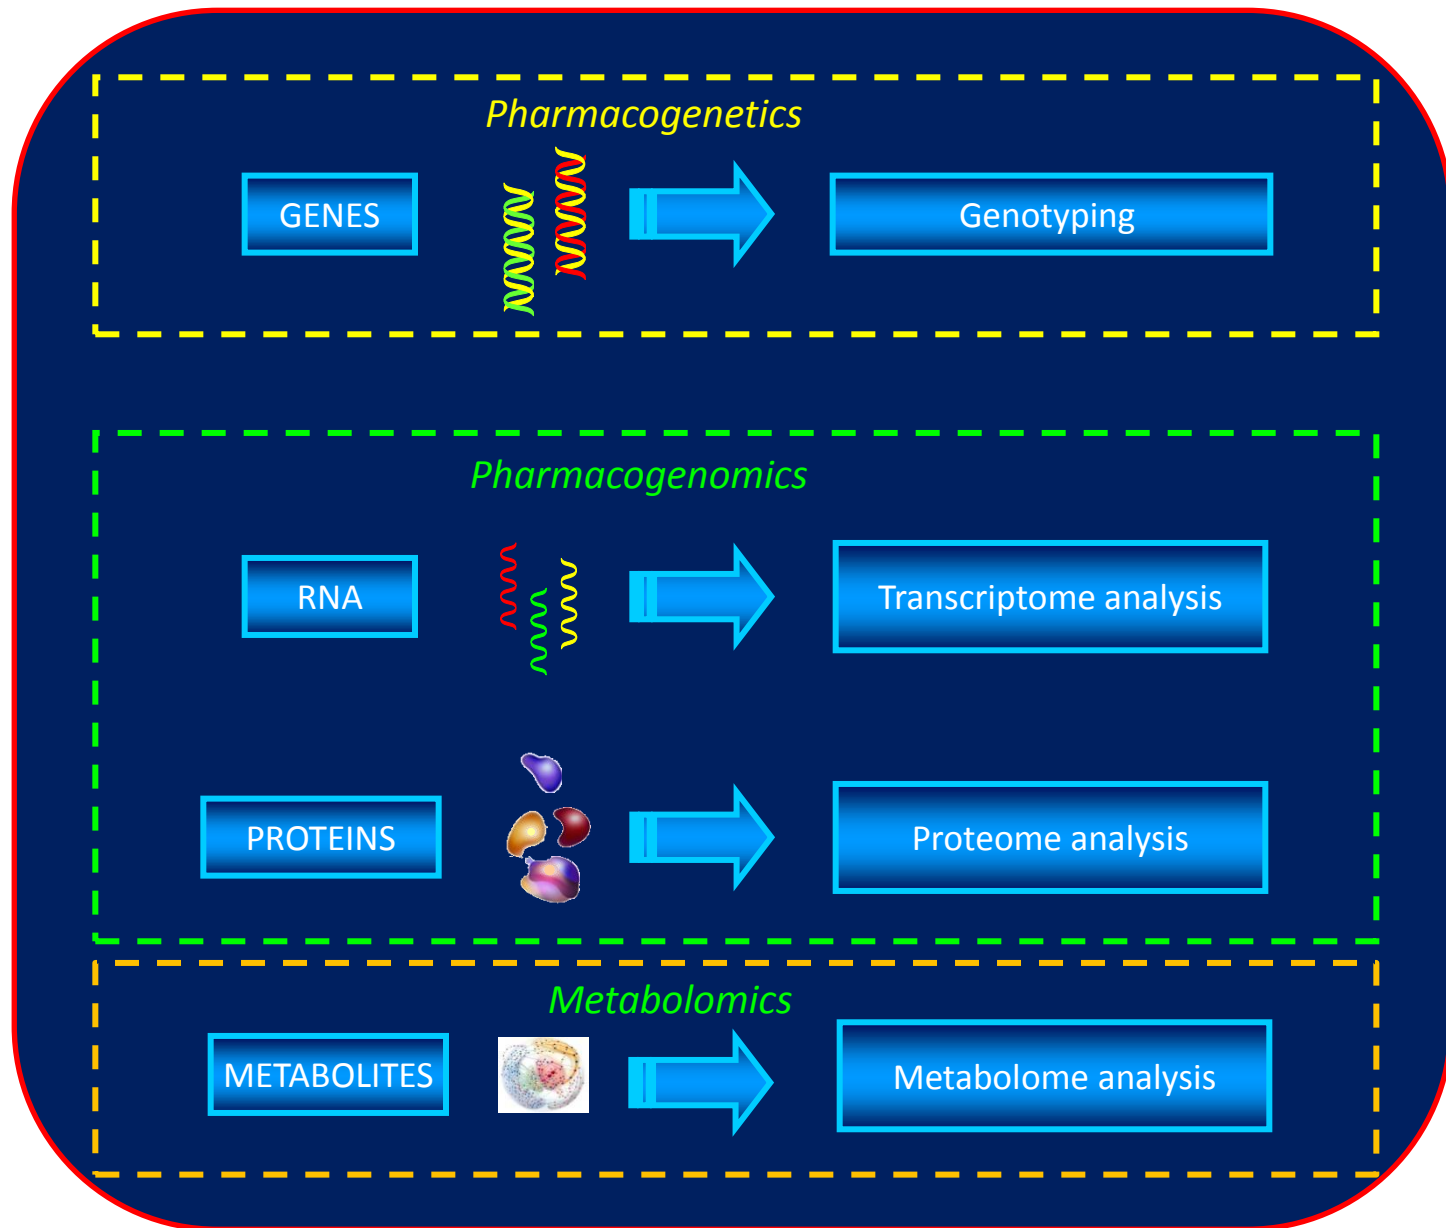 Pharmacogenetics
GENES
Genotyping
Pharmacogenomics
RNA
Transcriptome analysis
PROTEINS
Proteome analysis
Metabolomics
METABOLITES
Metabolome analysis